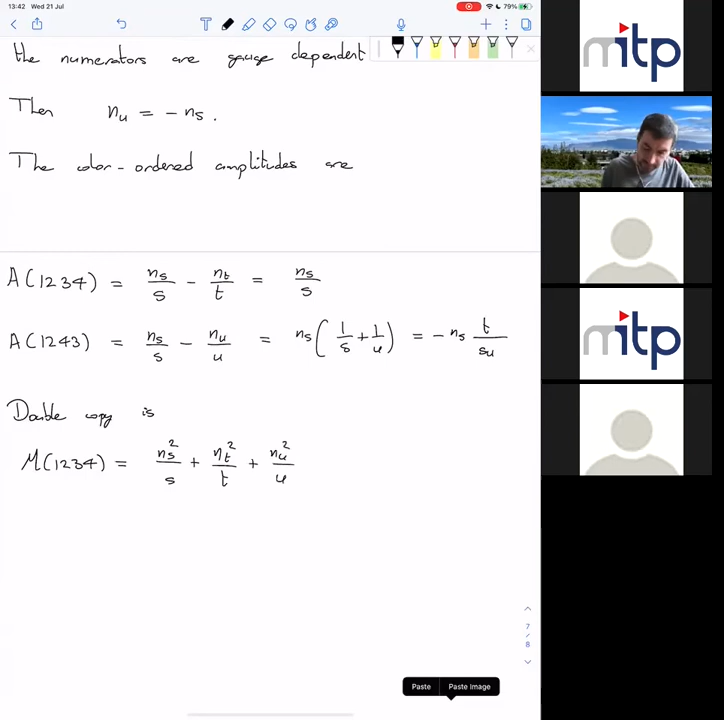 13:42 Wed 21 Jul
79%
the numerators are gauge dependent
Then n_u = - n_s.
The color-ordered amplitudes are
A(1234) = n_s/s - n_t/t = n_s/s
A(1243) = n_s/s - n_u/u = n_s(1/s + 1/u) = - n_s t/su
Double copy is
M(1234) = n_s²/s + n_t²/t + n_u²/u
7
/
8
Paste Paste Image
mitp
mitp